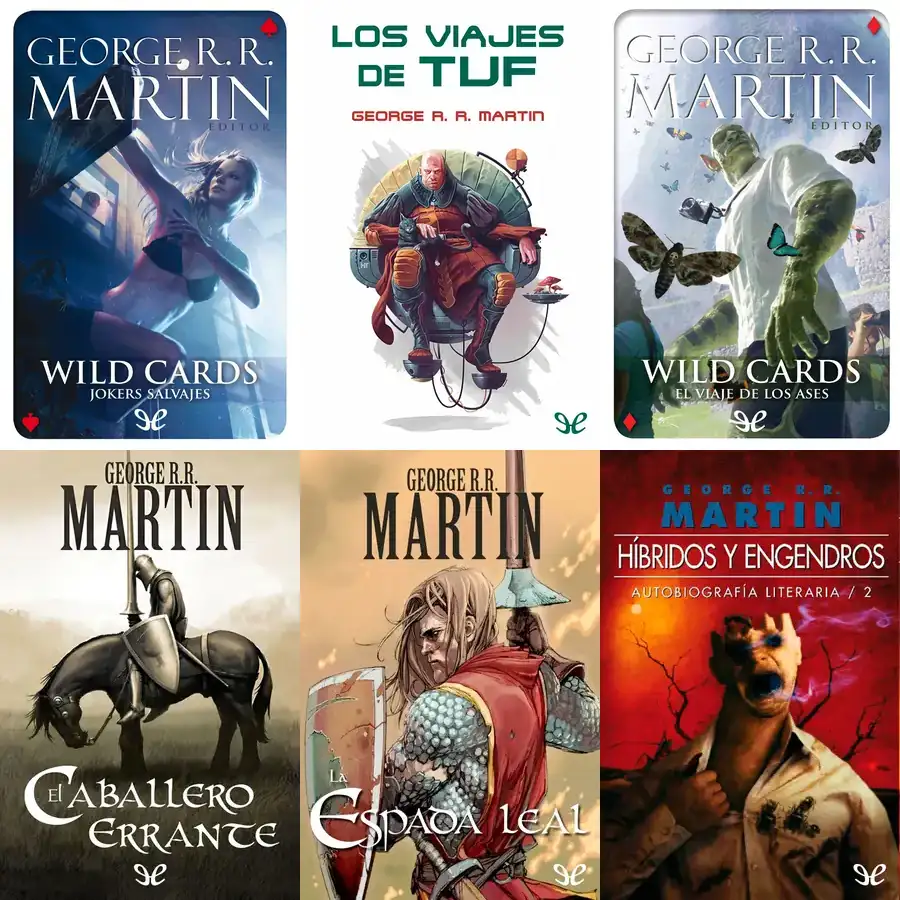 GEORGE R.R.
MARTIN
EDITOR
WILD CARDS
JOKERS SALVAJES
LOS VIAJES
DE TUF
GEORGE R. R. MARTIN
GEORGE R.R.
MARTIN
EDITOR
WILD CARDS
EL VIAJE DE LOS ASES
GEORGE R.R.
MARTIN
El CABALLERO
ERRANTE
GEORGE R.R.
MARTIN
LA
ESPADA LEAL
GEORGE R.R.
MARTIN
HÍBRIDOS Y ENGENDROS
AUTOBIOGRAFÍA LITERARIA / 2